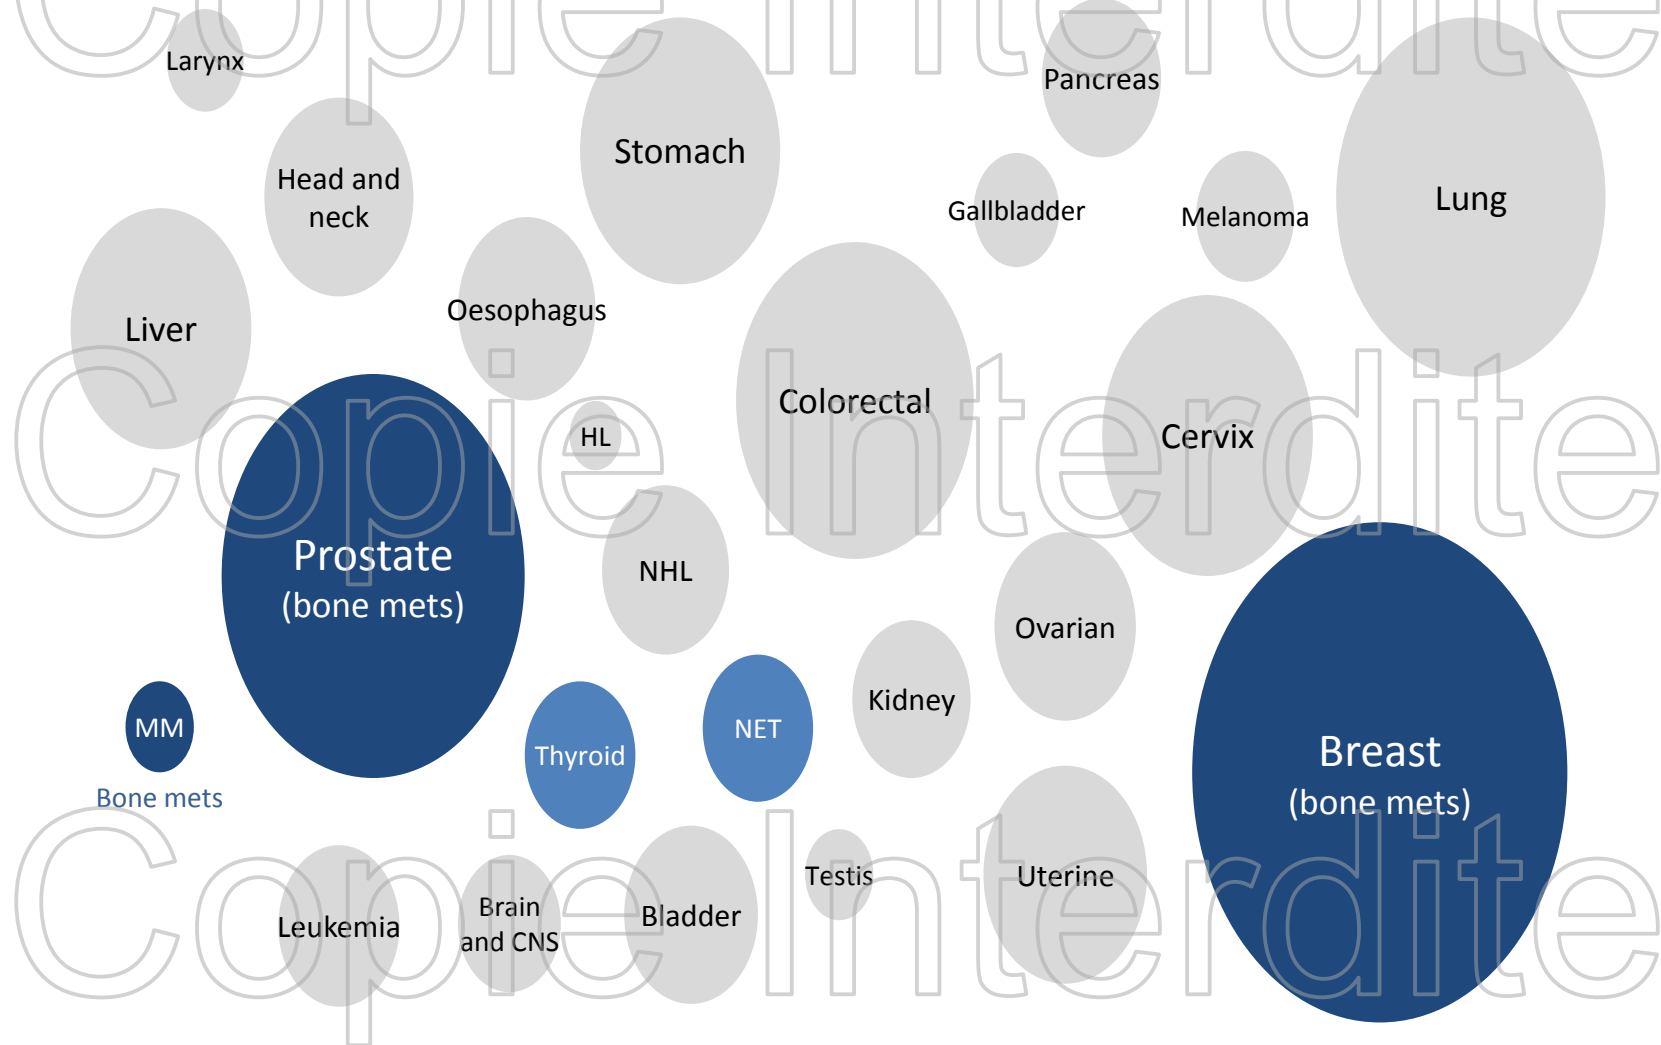 Copie Interdite
Larynx
Pancreas
Stomach
Head and
neck
Lung
Gallbladder
Melanoma
Oesophagus
Liver
Colorectal
HL
Cervix
Copie Interdite
Prostate
(bone mets)
NHL
Ovarian
Kidney
MM
Bone mets
Thyroid
NET
Breast
(bone mets)
Copie Interdite
Leukemia
Brain
and CNS
Bladder
Testis
Uterine